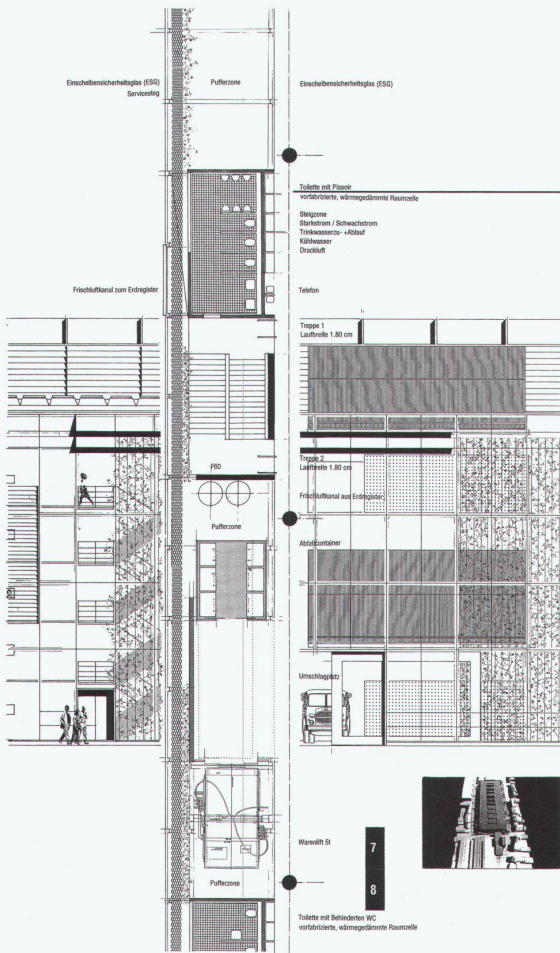 Einscheibensicherheitsglas (ESG)
Servicesteg
Pufferzone
Einscheibensicherheitsglas (ESG)
Toilette mit Pissoir
vorfabrizierte, wärmegedämmte Raumzelle
Steigzone
Starkstrom / Schwachstrom
Trinkwasserzu- +Ablauf
Kühlwasser
Druckluft
Frischluftkanal zum Erdregister
Telefon
Treppe 1
Laufbreite 1.80 cm
Treppe 2
Laufbreite 1.80 cm
F60
Frischluftkanal aus Erdregister
Pufferzone
Abfallcontainer
Umschlagplatz
Warenlift 5t
7
8
Pufferzone
Toilette mit Behinderten WC
vorfabrizierte, wärmegedämmte Raumzelle